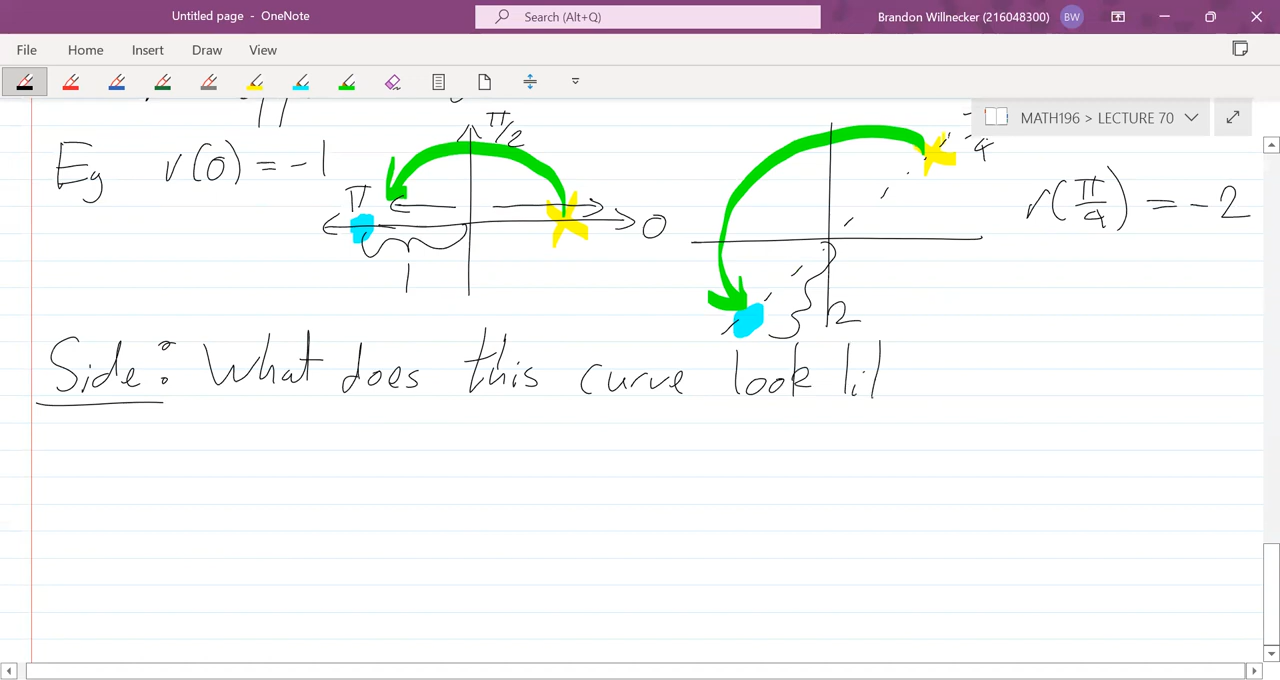 Untitled page - OneNote
Search (Alt+Q)
Brandon Willnecker (216048300)
BW
File Home Insert Draw View
MATH196 > LECTURE 70
Eg r(0) = -1
π/2
π
0
1
π/4
r(π/4) = -2
2
Side: What does this curve look lil